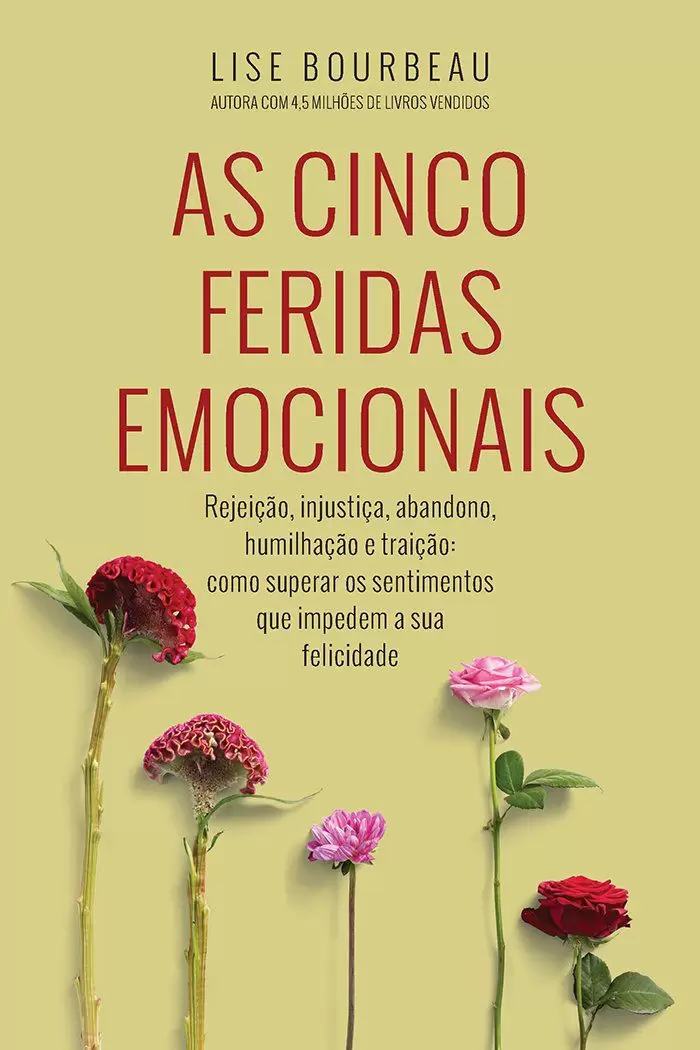 LISE BOURBEAU
AUTORA COM 4,5 MILHÕES DE LIVROS VENDIDOS
AS CINCO
FERIDAS
EMOCIONAIS
Rejeição, injustiça, abandono,
humilhação e traição:
como superar os sentimentos
que impedem a sua
felicidade